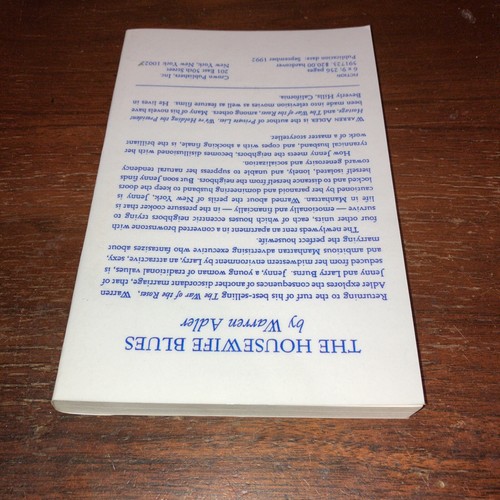 THE HOUSEWIFE BLUES
by Warren Adler
Returning to the turf of his best-selling The War of the Roses, Warren
Adler explores the consequences of another discordant marriage, that of
Jenny and Larry Burns. Jenny, a young woman of traditional values, is
seduced from her midwestern environment by Larry, an attractive, sexy,
and ambitious Manhattan advertising executive who fantasizes about
marrying the perfect housewife.
The newlyweds rent an apartment in a converted brownstone with
four other units, each of which houses eccentric neighbors trying to
survive — emotionally and financially — in the pressure cooker that is
life in Manhattan. Warned about the perils of New York, Jenny is
cautioned by her paranoid and domineering husband to keep the doors
locked and to distance herself from the neighbors. But soon Jenny finds
herself isolated, lonely, and unable to suppress her natural tendency
toward generosity and socialization.
How Jenny meets the neighbors, becomes disillusioned with her
tyrannical husband, and copes with a shocking finale, is the brilliant
work of a master storyteller.
WARREN ADLER is the author of Private Lies, We're Holding the President
Hostage, and The War of the Roses, among others. Many of his novels have
been made into television movies as well as feature films. He lives in
Beverly Hills, California.
FICTION
6 x 9, 256 pages
$20.00 hardcover
Publication date: September 1992
Crown Publishers, Inc.
201 East 50th Street
New York, New York 10022